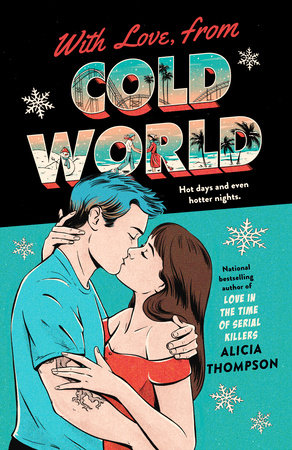 With Love, from
COLD
WORLD
Hot days and even
hotter nights.
National
bestselling
author of
LOVE IN
THE TIME
OF SERIAL
KILLERS
ALICIA
THOMPSON